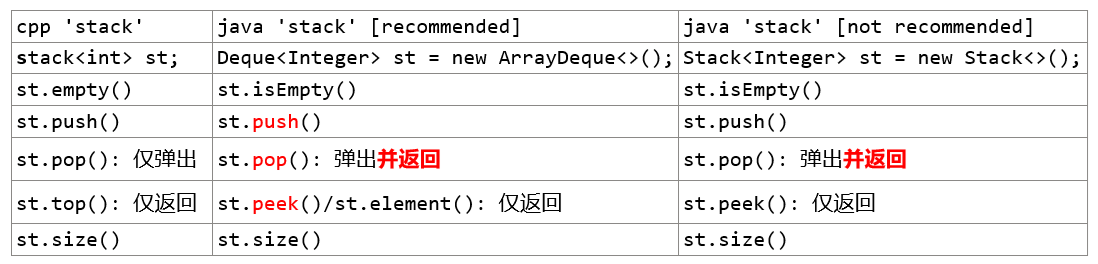 cpp 'stack' java 'stack' [recommended] java 'stack' [not recommended]
stack<int> st; Deque<Integer> st = new ArrayDeque<>(); Stack<Integer> st = new Stack<>();
st.empty() st.isEmpty() st.isEmpty()
st.push() st.push() st.push()
st.pop(): 仅弹出 st.pop(): 弹出并返回 st.pop(): 弹出并返回
st.top(): 仅返回 st.peek()/st.element(): 仅返回 st.peek(): 仅返回
st.size() st.size() st.size()